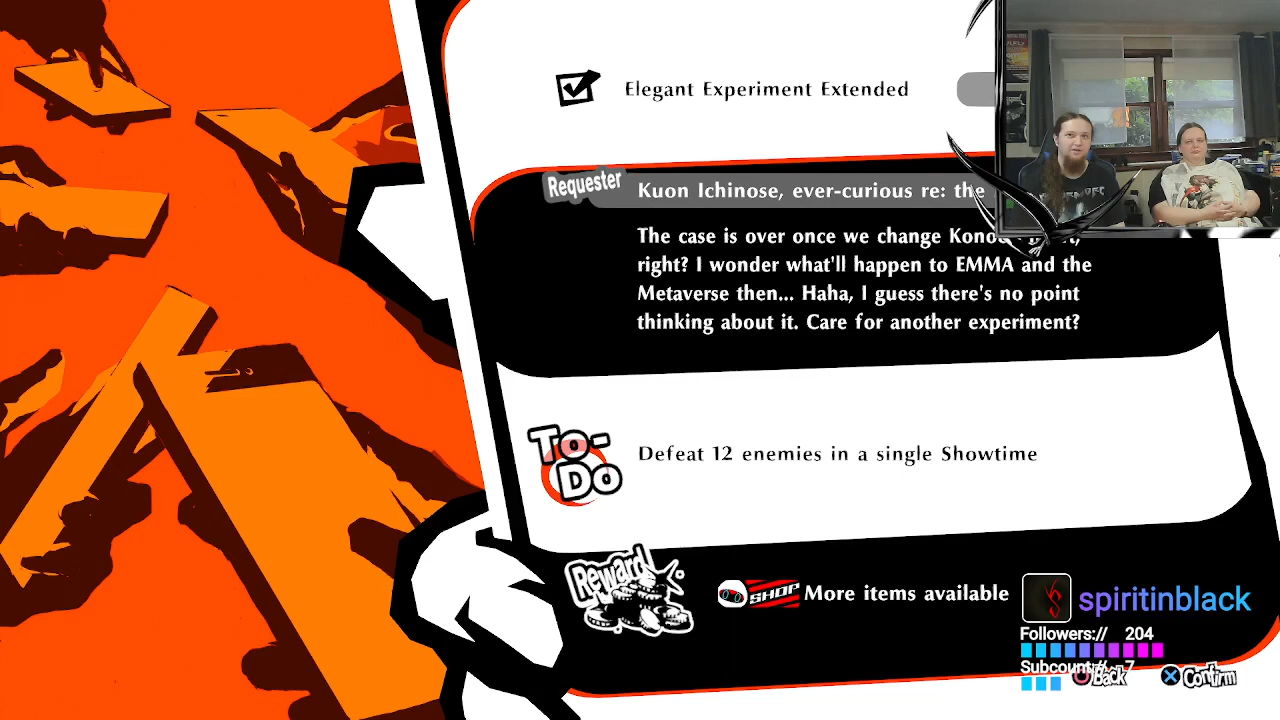 Elegant Experiment Extended
Requester
Kuon Ichinose, ever-curious re: the
The case is over once we change
right? I wonder what'll happen to EMMA and the
Metaverse then... Haha, I guess there's no point
thinking about it. Care for another experiment?
To-
Do
Defeat 12 enemies in a single Showtime
Reward
SHOP More items available
spiritinblack
Followers:// 204
Subcount:// 7
Back
Confirm